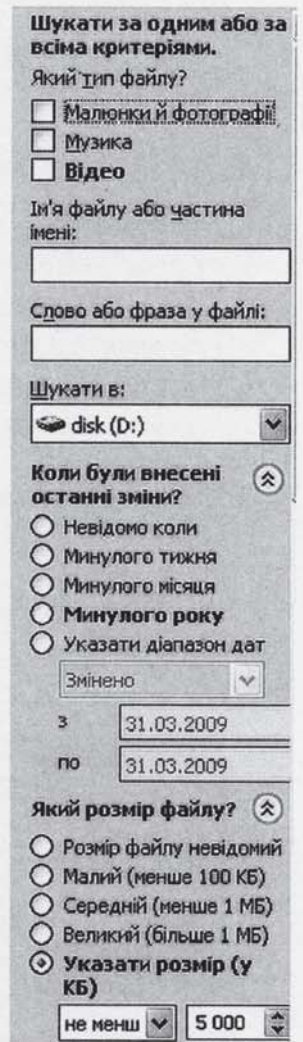 Шукати за одним або за
всіма критеріями.
Який тип файлу?
Малюнки й фотографії
Музика
Відео
Ім'я файлу або частина
імені:
Слово або фраза у файлі:
Шукати в:
disk (D:)
Коли були внесені
останні зміни?
Невідомо коли
Минулого тижня
Минулого місяця
Минулого року
Указати діапазон дат
Змінено
з 31.03.2009
по 31.03.2009
Який розмір файлу?
Розмір файлу невідомий
Малий (менше 100 КБ)
Середній (менше 1 МБ)
Великий (більше 1 МБ)
Указати розмір (у
КБ)
не менш 5 000